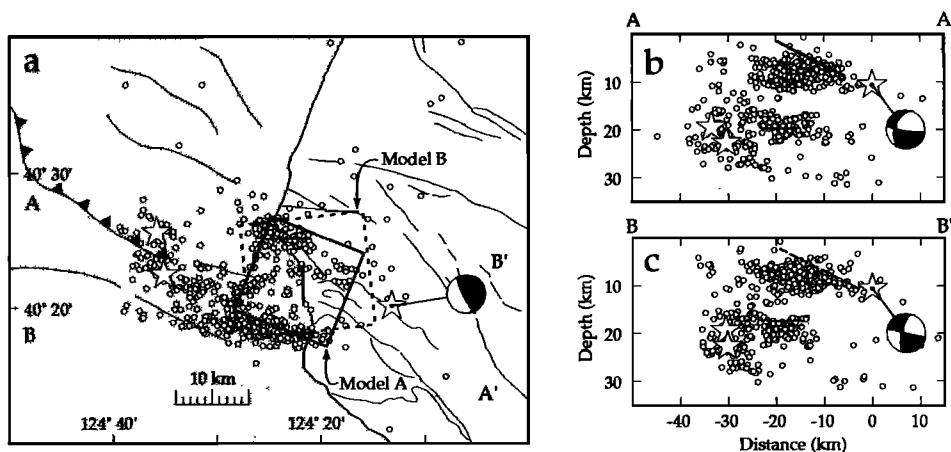 a
40° 30'
A
40° 20'
B
Model B
B'
Model A
A'
10 km
124° 40'
124° 20'
A
A'
b
Depth (km)
10
20
30
B
B'
c
Depth (km)
10
20
30
-40
-30
-20
-10
0
10
Distance (km)